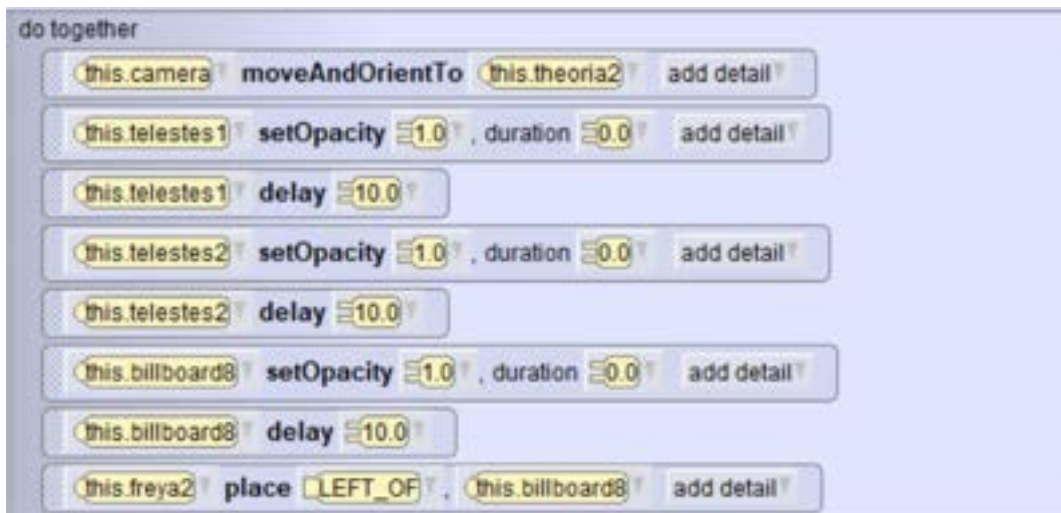 do together
this.camera moveAndOrientTo this.theoria2 add detail
this.telestes1 setOpacity 1.0 , duration 0.0 add detail
this.telestes1 delay 10.0
this.telestes2 setOpacity 1.0 , duration 0.0 add detail
this.telestes2 delay 10.0
this.billboard8 setOpacity 1.0 , duration 0.0 add detail
this.billboard8 delay 10.0
this.freya2 place LEFT_OF , this.billboard8 add detail